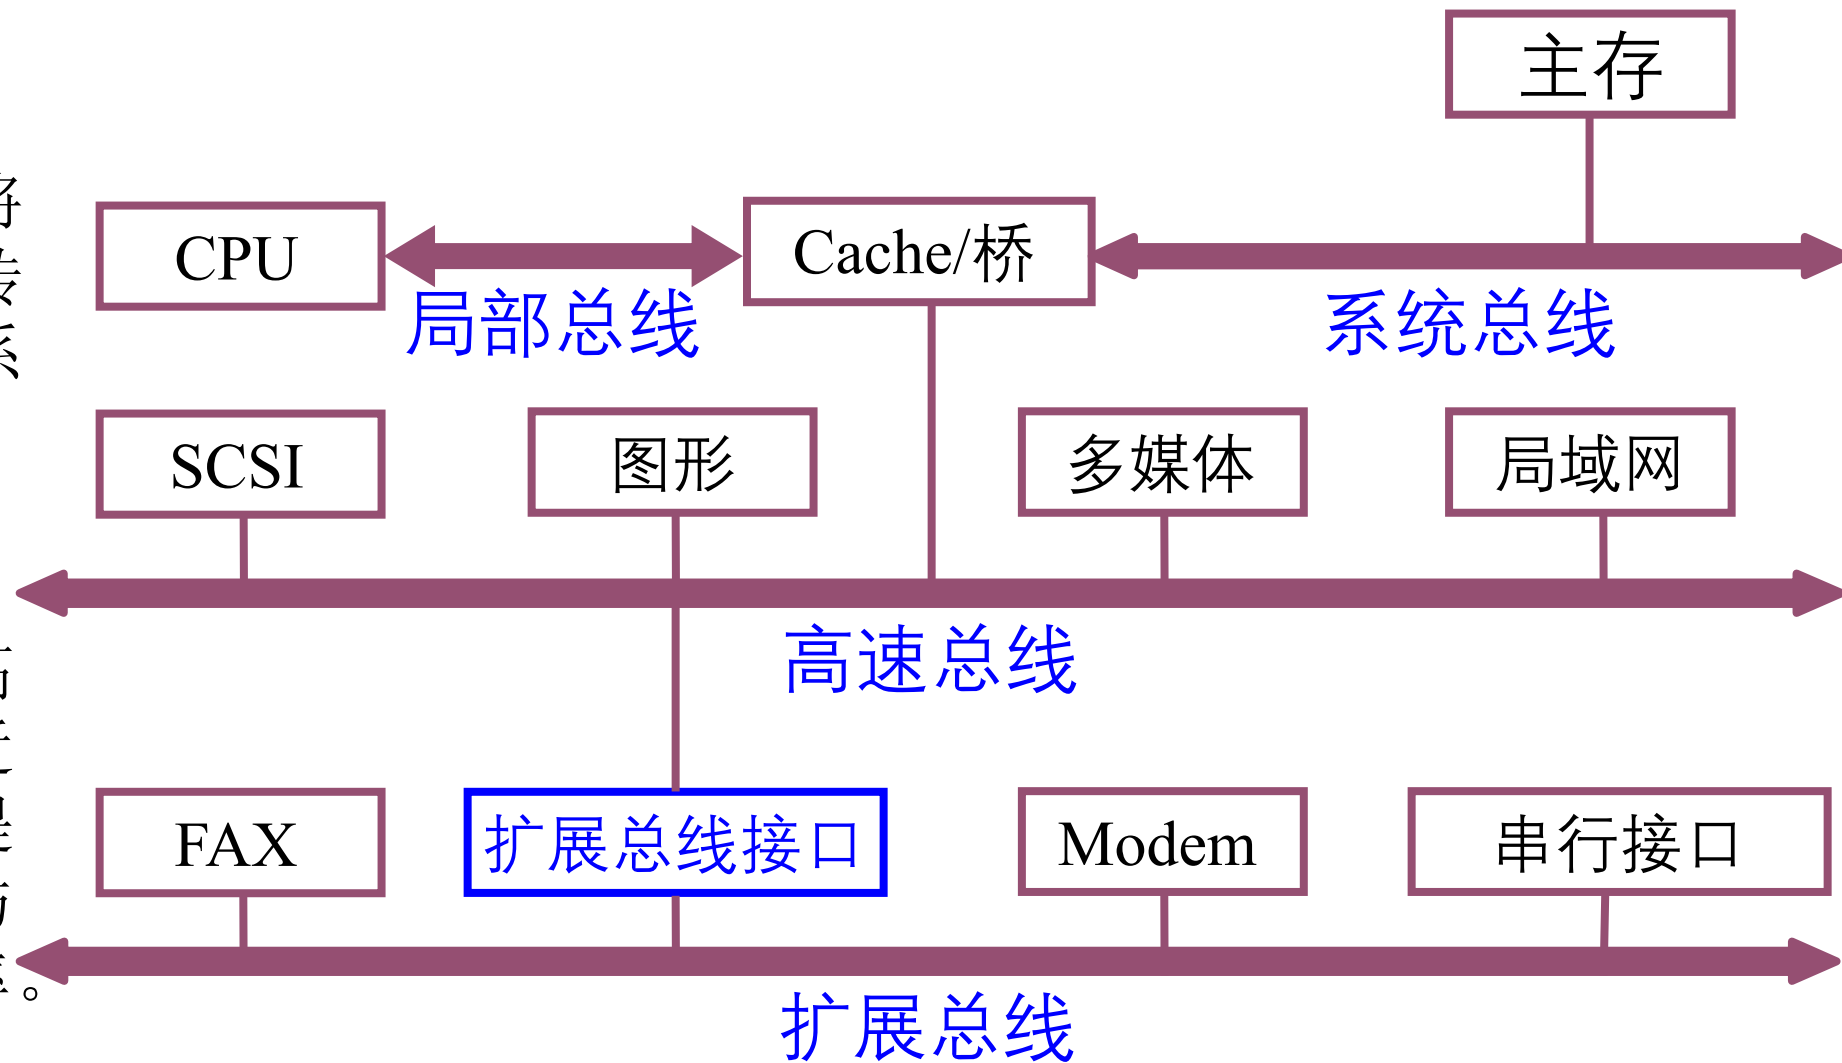 主存
CPU
Cache/桥
局部总线
系统总线
SCSI
图形
多媒体
局域网
高速总线
FAX
扩展总线接口
Modem
串行接口
扩展总线